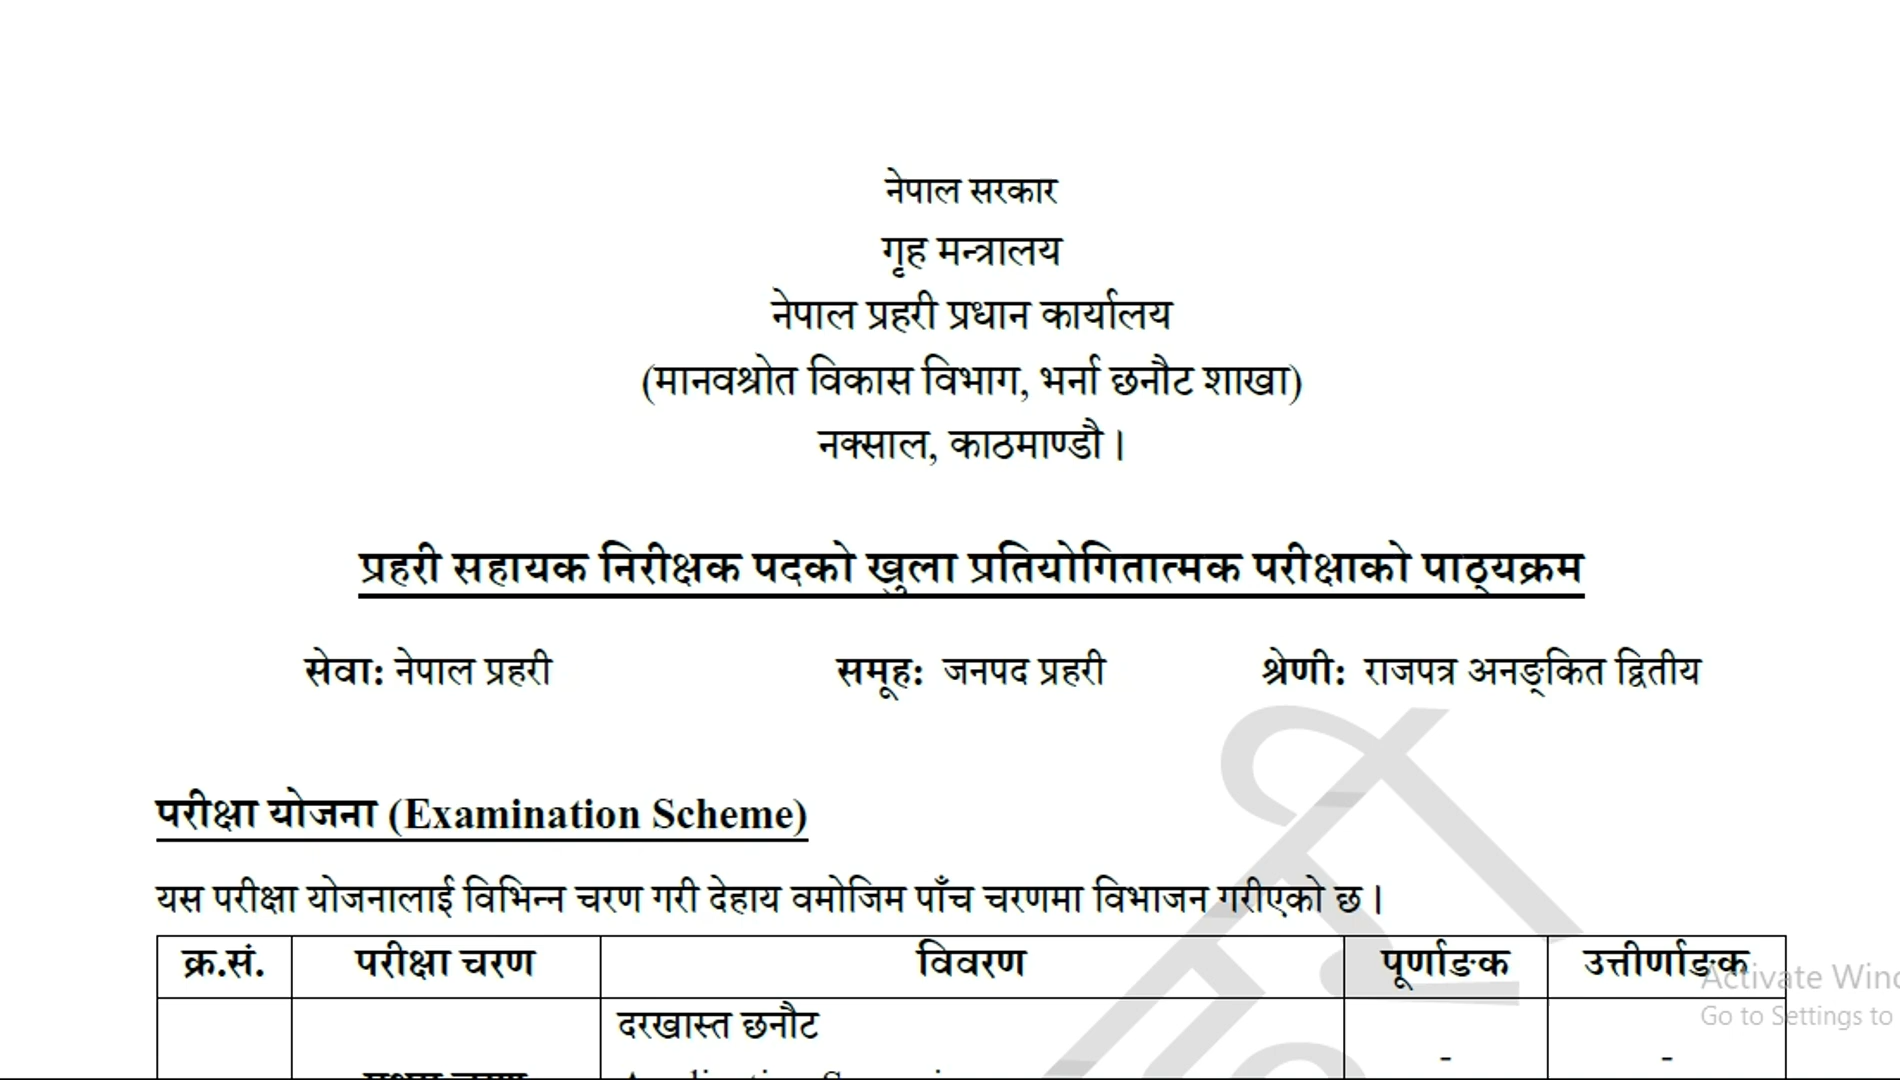 नेपाल सरकार
गृह मन्त्रालय
नेपाल प्रहरी प्रधान कार्यालय
(मानवश्रोत विकास विभाग, भर्ना छनौट शाखा)
नक्साल, काठमाण्डौ।
प्रहरी सहायक निरीक्षक पदको खुला प्रतियोगितात्मक परीक्षाको पाठ्यक्रम
सेवा: नेपाल प्रहरी समूह: जनपद प्रहरी श्रेणी: राजपत्र अनङ्कित द्वितीय
परीक्षा योजना (Examination Scheme)
यस परीक्षा योजनालाई विभिन्न चरण गरी देहाय वमोजिम पाँच चरणमा विभाजन गरीएको छ।
क्र.सं. परीक्षा चरण विवरण पूर्णाङक उत्तीर्णाङक
Activate Wind
दरखास्त छनौट
Go to Settings to
- -